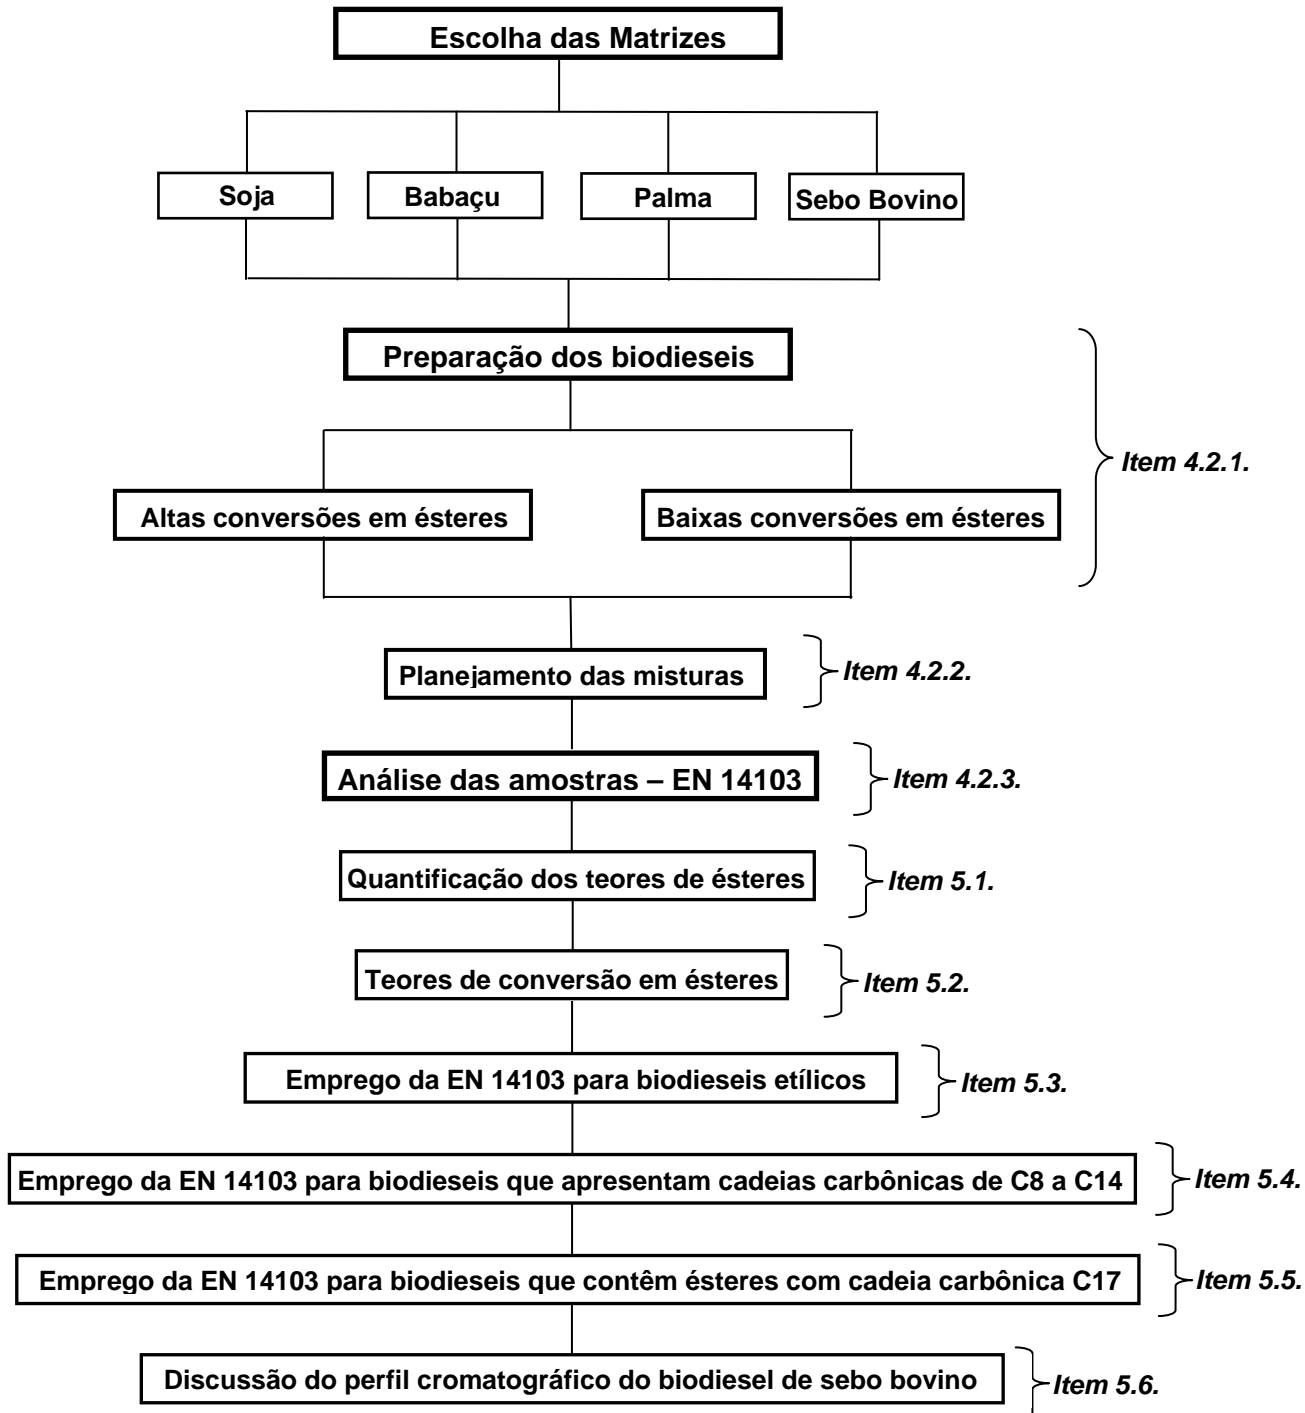 Escolha das Matrizes
Soja
Babaçu
Palma
Sebo Bovino
Preparação dos biodieseis
Item 4.2.1.
Altas conversões em ésteres
Baixas conversões em ésteres
Planejamento das misturas
Item 4.2.2.
Análise das amostras – EN 14103
Item 4.2.3.
Quantificação dos teores de ésteres
Item 5.1.
Teores de conversão em ésteres
Item 5.2.
Emprego da EN 14103 para biodieseis etílicos
Item 5.3.
Emprego da EN 14103 para biodieseis que apresentam cadeias carbônicas de C8 a C14
Item 5.4.
Emprego da EN 14103 para biodieseis que contêm ésteres com cadeia carbônica C17
Item 5.5.
Discussão do perfil cromatográfico do biodiesel de sebo bovino
Item 5.6.